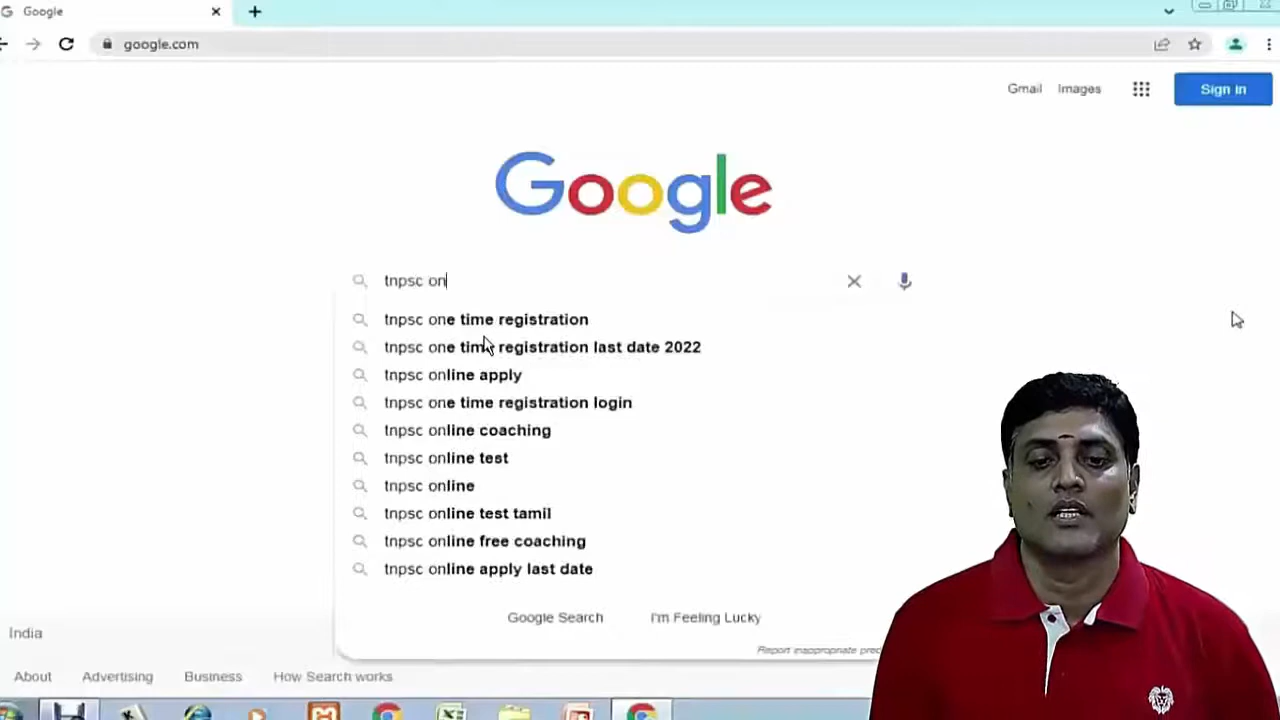 Google
google.com
Gmail Images Sign in
Google
tnpsc on
tnpsc one time registration
tnpsc one time registration last date 2022
tnpsc online apply
tnpsc one time registration login
tnpsc online coaching
tnpsc online test
tnpsc online
tnpsc online test tamil
tnpsc online free coaching
tnpsc online apply last date
Google Search I'm Feeling Lucky
Report inappropriate
India
About Advertising Business How Search works